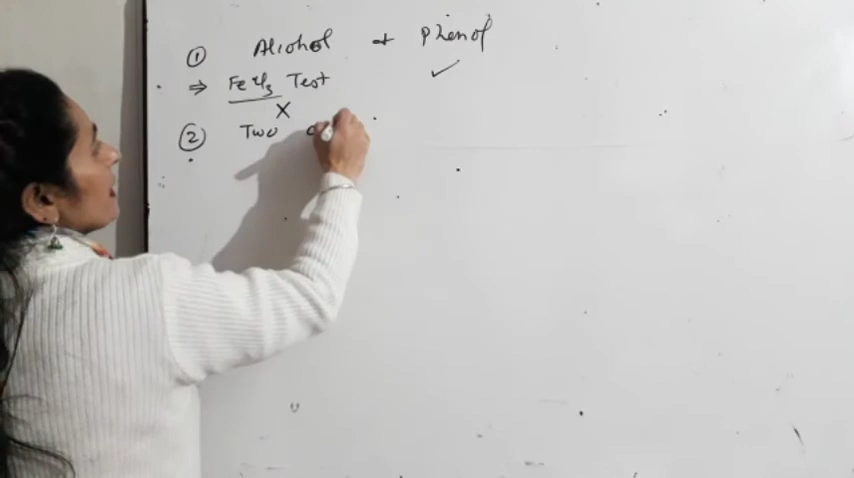 ① Alcohol & Phenol
⇒ FeCl3 Test ✓
X
② Two